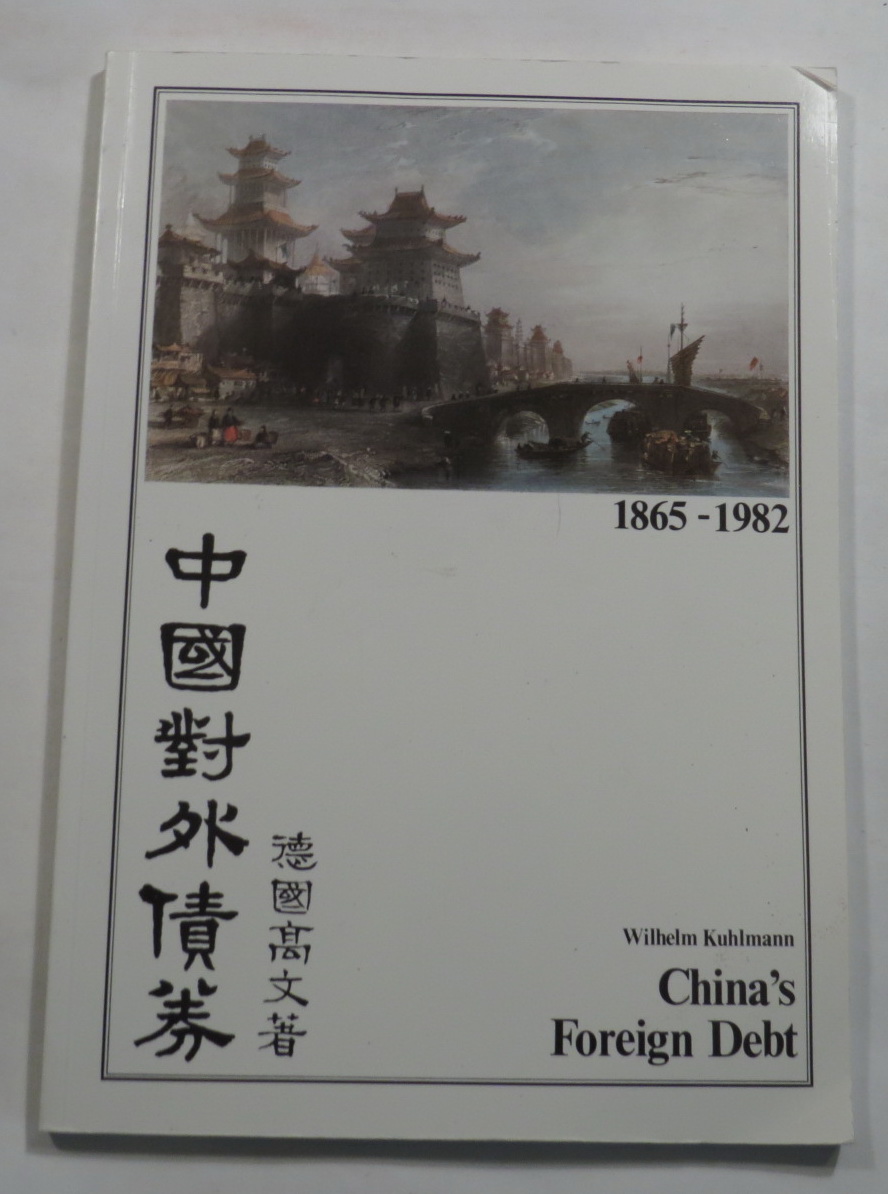 1865 - 1982
中國對外債券
德國高文著
Wilhelm Kuhlmann
China's
Foreign Debt